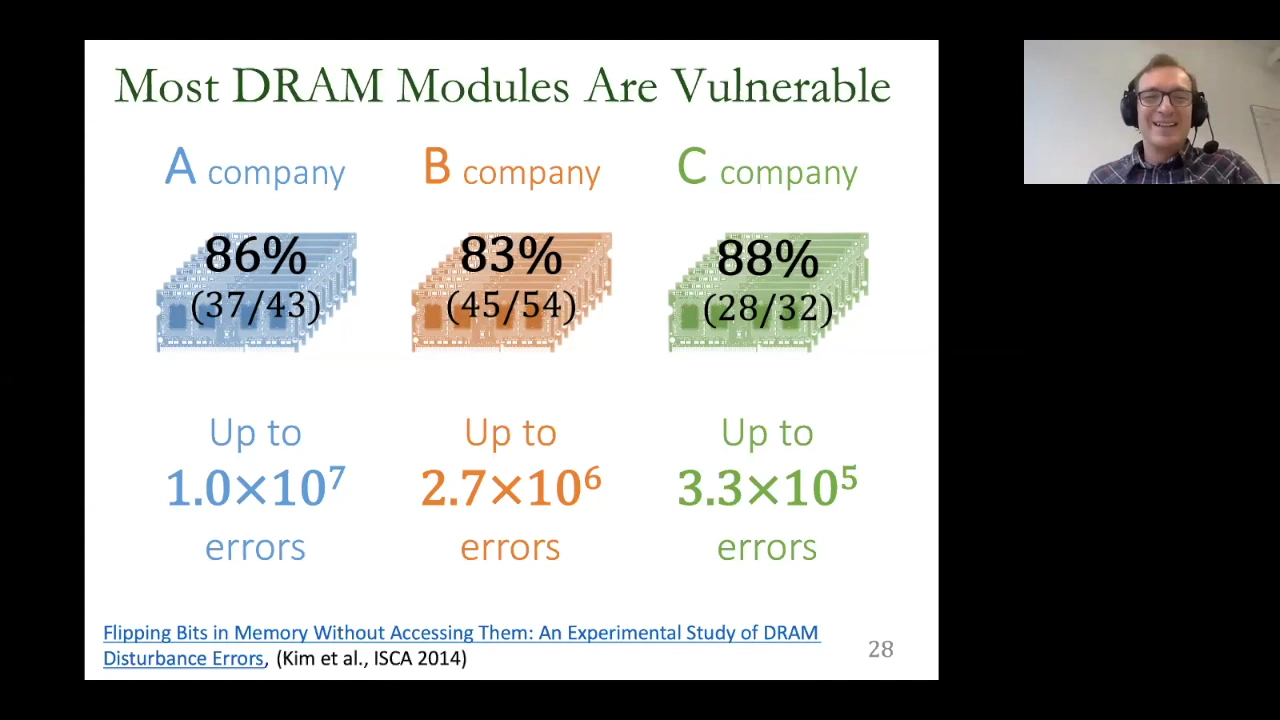 Most DRAM Modules Are Vulnerable
A company
B company
C company
86%
(37/43)
83%
(45/54)
88%
(28/32)
Up to
1.0×10⁷
errors
Up to
2.7×10⁶
errors
Up to
3.3×10⁵
errors
Flipping Bits in Memory Without Accessing Them: An Experimental Study of DRAM
Disturbance Errors, (Kim et al., ISCA 2014)
28